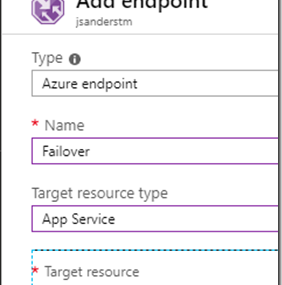 Add endpoint
jsanderstm
Type
Azure endpoint
* Name
Failover
Target resource type
App Service
* Target resource